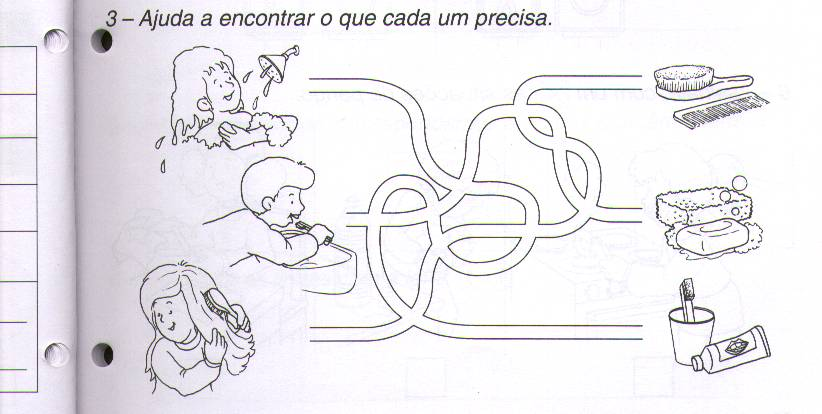 3 – Ajuda a encontrar o que cada um precisa.